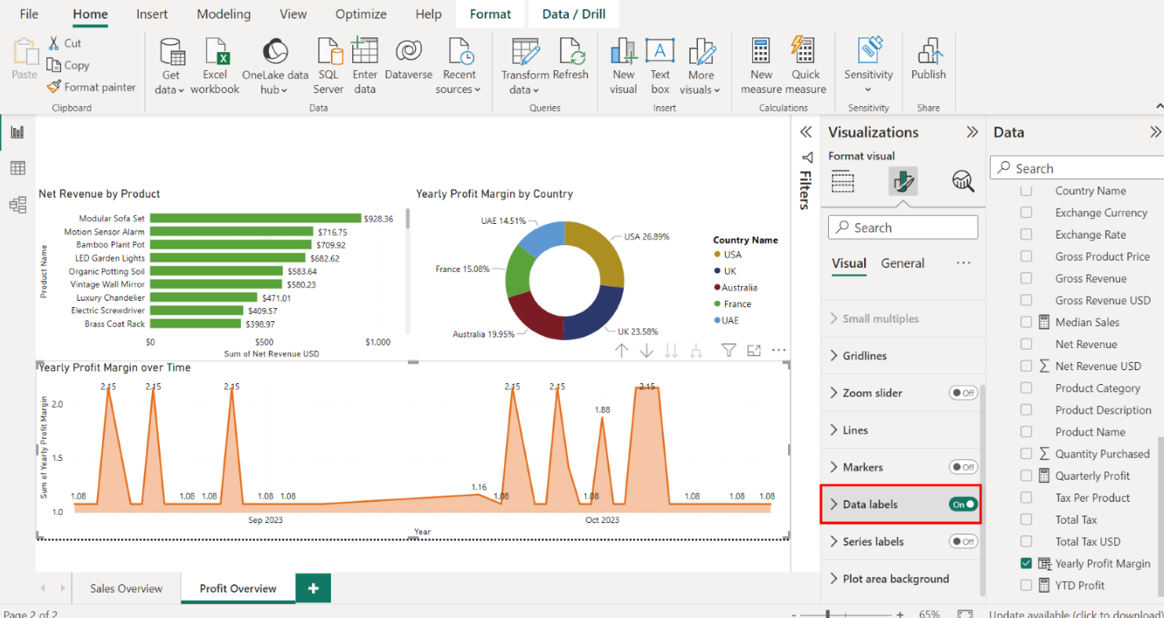 File Home Insert Modeling View Optimize Help Format Data / Drill
Paste
Cut
Copy
Format painter
Clipboard
Get data
Excel workbook
OneLake data hub
SQL Server
Enter data
Dataverse
Recent sources
Data
Transform data
Refresh
Queries
New visual
Text box
More visuals
Insert
New measure
Quick measure
Calculations
Sensitivity
Sensitivity
Publish
Share
Net Revenue by Product
Product Name
Modular Sofa Set $928.36
Motion Sensor Alarm $716.75
Bamboo Plant Pot $709.92
LED Garden Lights $682.62
Organic Potting Soil $583.64
Vintage Wall Mirror $580.23
Luxury Chandelier $471.01
Electric Screwdriver $409.57
Brass Coat Rack $398.97
$0 $500 $1,000
Sum of Net Revenue USD
Yearly Profit Margin by Country
UAE 14.51%
USA 26.89%
France 15.08%
Australia 19.95%
UK 23.58%
Country Name
USA
UK
Australia
France
UAE
Yearly Profit Margin over Time
Sum of Yearly Profit Margin
2.15 2.15 2.15 2.15 2.15 2.15
2.0
1.88
1.5
1.08 1.08 1.08 1.08 1.08 1.16 1.08 1.08 1.08 1.08 1.08
1.0
Sep 2023 Oct 2023
Year
Sales Overview Profit Overview +
Page 2 of 2
Filters
Visualizations
Format visual
Search
Visual General ...
Small multiples
Gridlines
Zoom slider Off
Lines
Markers Off
Data labels On
Series labels Off
Plot area background
Data
Search
Country Name
Exchange Currency
Exchange Rate
Gross Product Price
Gross Revenue
Gross Revenue USD
Median Sales
Net Revenue
Net Revenue USD
Product Category
Product Description
Product Name
Quantity Purchased
Quarterly Profit
Tax Per Product
Total Tax
Total Tax USD
Yearly Profit Margin
YTD Profit
- + 65%
Update available (click to download)